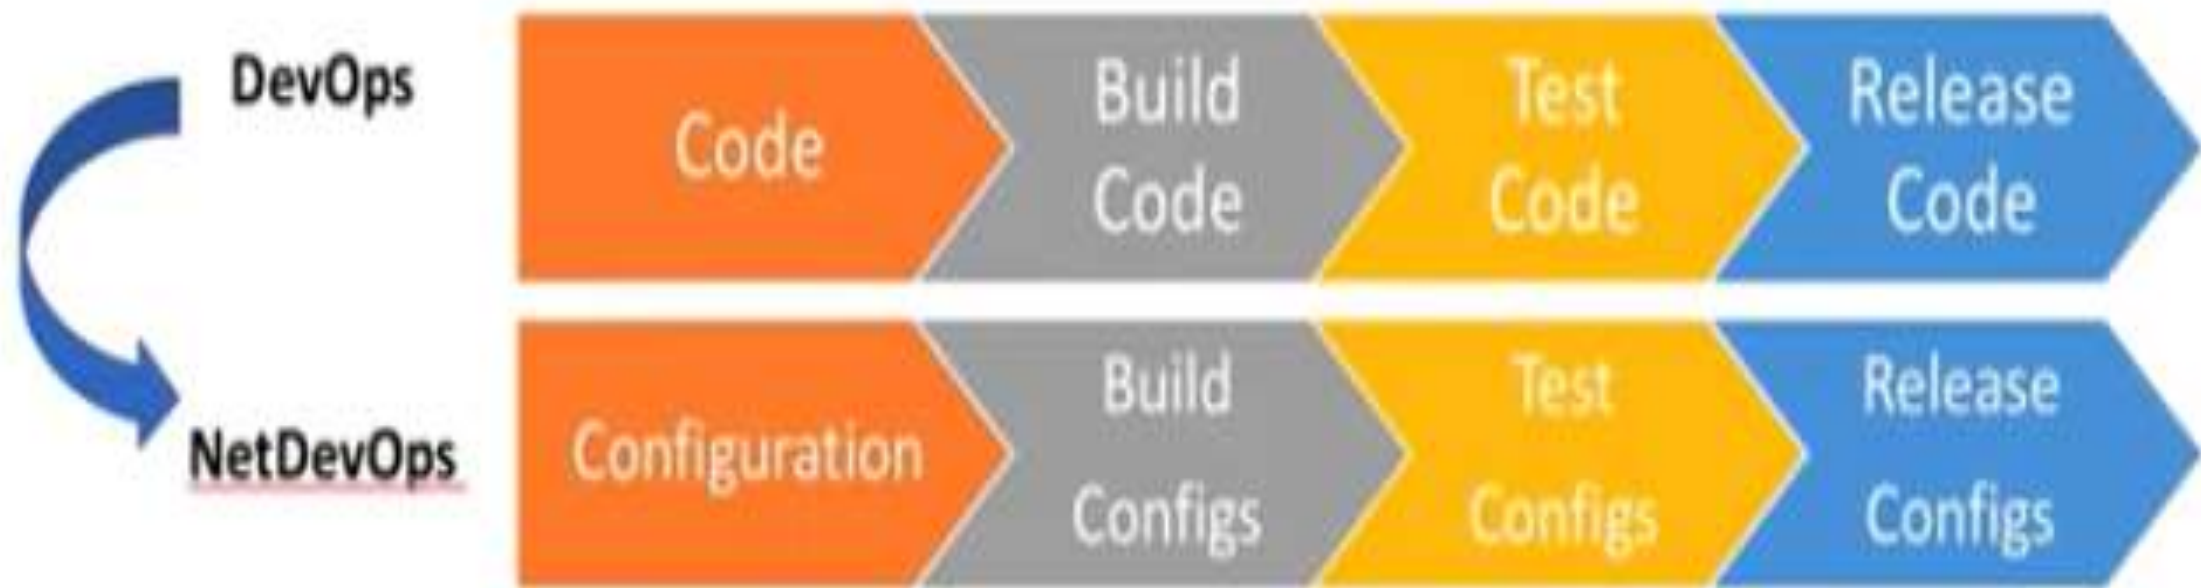 DevOps
Code
Build
Code
Test
Code
Release
Code
NetDevOps
Configuration
Build
Configs
Test
Configs
Release
Configs